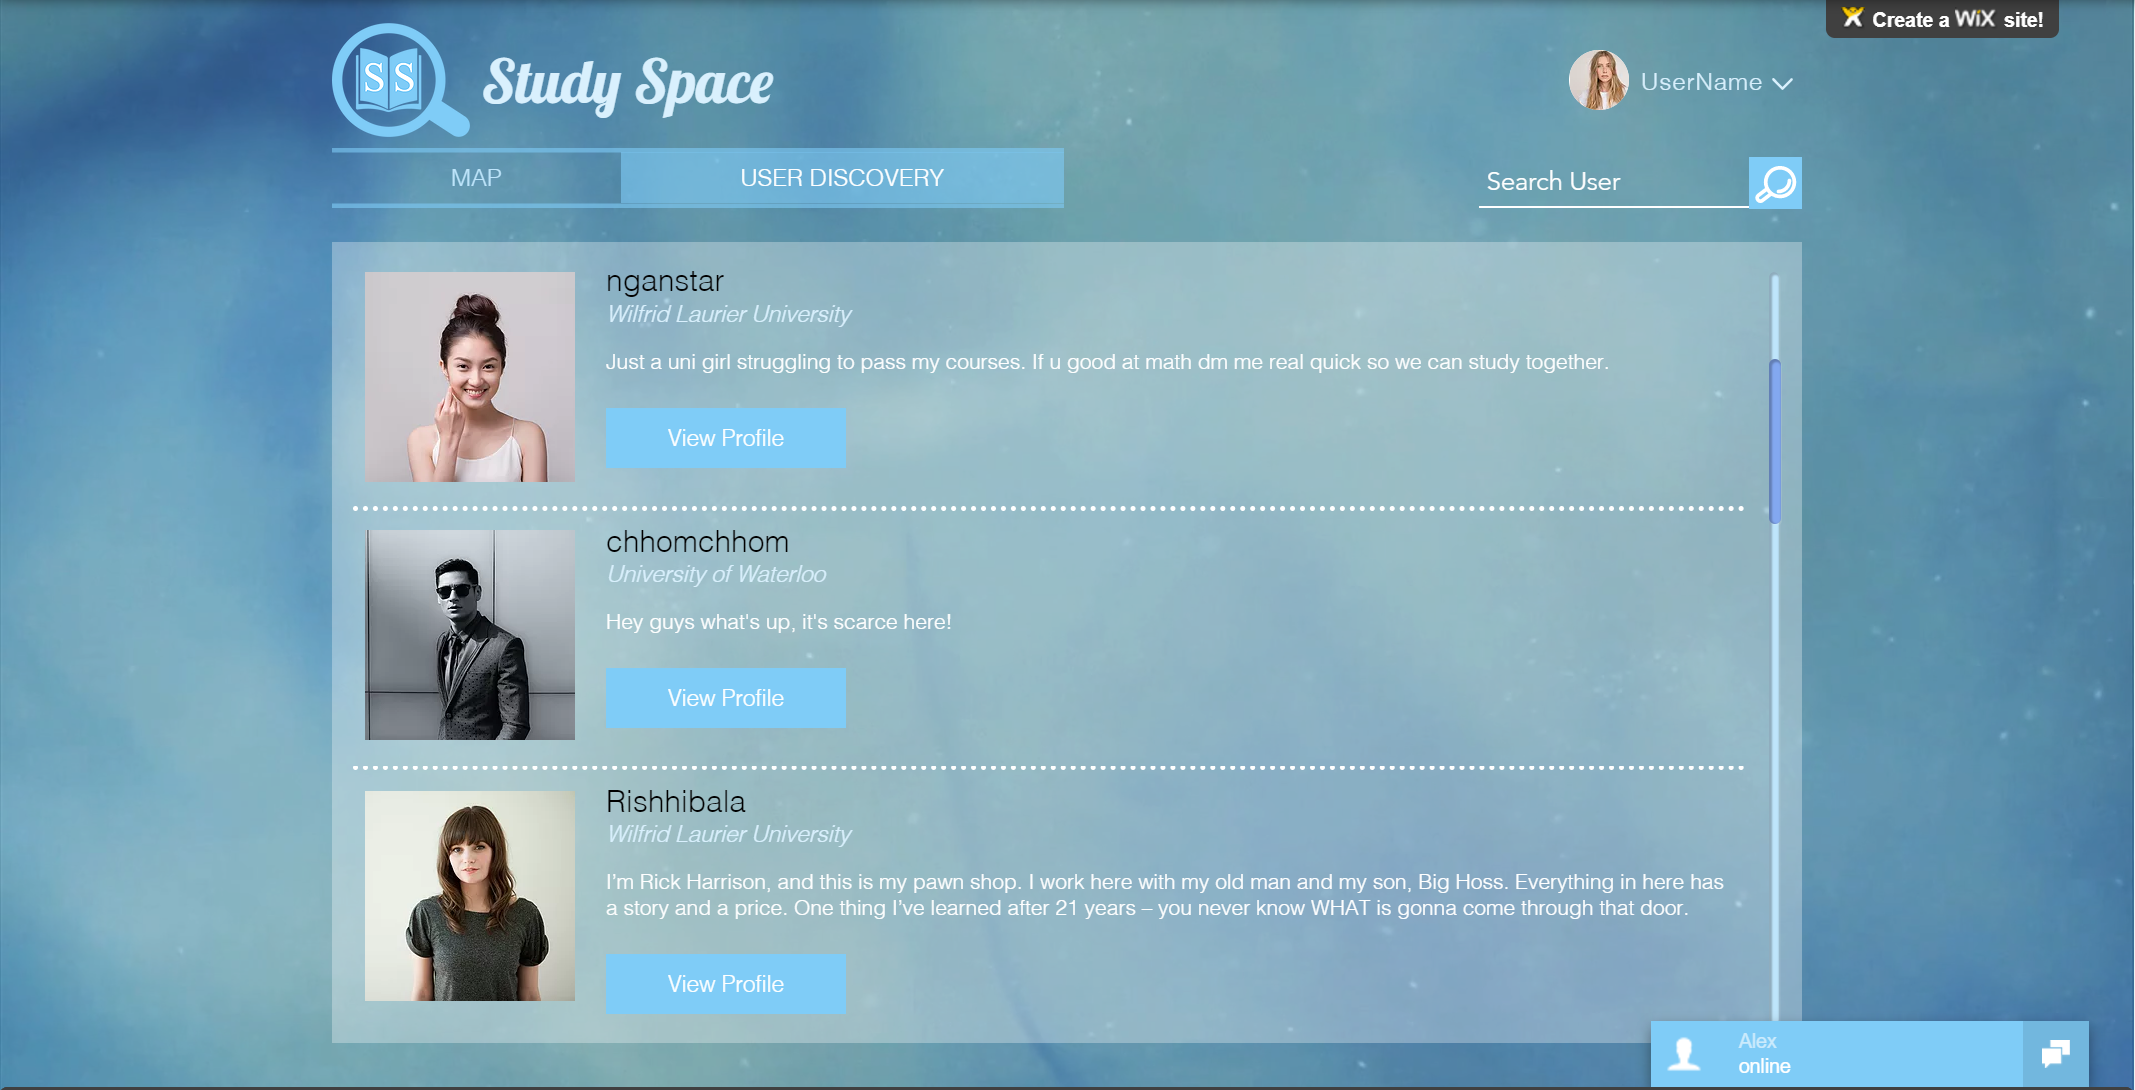 Create a WiX site!
SS
Study Space
UserName
MAP
USER DISCOVERY
Search User
nganstar
Wilfrid Laurier University
Just a uni girl struggling to pass my courses. If u good at math dm me real quick so we can study together.
View Profile
chhomchhom
University of Waterloo
Hey guys what's up, it's scarce here!
View Profile
Rishhibala
Wilfrid Laurier University
I’m Rick Harrison, and this is my pawn shop. I work here with my old man and my son, Big Hoss. Everything in here has
a story and a price. One thing I’ve learned after 21 years – you never know WHAT is gonna come through that door.
View Profile
Alex
online